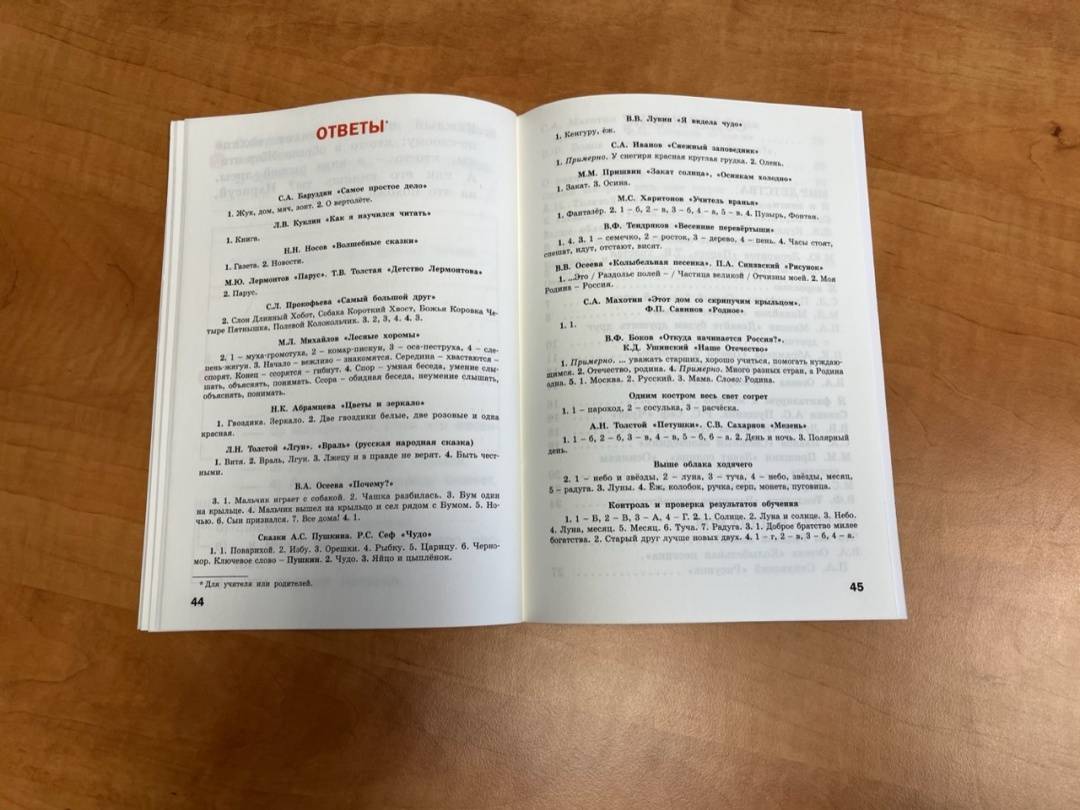 ОТВЕТЫ*
С.А. Баруздин «Самое простое дело»
1. Жук, дом, мяч, зонт. 2. О вертолёте.
Л.В. Куклин «Как я научился читать»
1. Книга.
Н.Н. Носов «Волшебные сказки»
1. Газета. 2. Новости.
М.Ю. Лермонтов «Парус». Т.В. Толстая «Детство Лермонтова»
2. Парус.
С.Л. Прокофьева «Самый большой друг»
2. Слон Длинный Хобот, Собака Короткий Хвост, Божья Коровка Че-
тыре Пятнышка, Полевой Колокольчик. 3. 2, 3, 4. 4. 3.
М.Л. Михайлов «Лесные хоромы»
2. 1 – муха-громотуха, 2 – комар-пискун, 3 – оса-пеструха, 4 – сле-
пень-жигун. 3. Начало – вежливо – знакомятся. Середина – хвастаются –
спорят. Конец – ссорятся – гибнут. 4. Спор – умная беседа, умение слы-
шать, объяснять, понимать. Ссора – обидная беседа, неумение слышать,
объяснять, понимать.
Н.К. Абрамцева «Цветы и зеркало»
1. Гвоздика. Зеркало. 2. Две гвоздики белые, две розовые и одна
красная.
Л.Н. Толстой «Лгун». «Враль» (русская народная сказка)
1. Витя. 2. Враль, Лгун. 3. Лжецу и в правде не верят. 4. Быть чест-
ными.
В.А. Осеева «Почему?»
3. 1. Мальчик играет с собакой. 2. Чашка разбилась. 3. Бум один
на крыльце. 4. Мальчик вышел на крыльцо и сел рядом с Бумом. 5. Но-
чью. 6. Сын признался. 7. Все дома! 4. 1.
Сказки А.С. Пушкина. Р.С. Сеф «Чудо»
1. 1. Поварихой. 2. Избу. 3. Орешки. 4. Рыбку. 5. Царицу. 6. Черно-
мор. Ключевое слово – Пушкин. 2. Чудо. 3. Яйцо и цыплёнок.
* Для учителя или родителей.
44
В.В. Лунин «Я видела чудо»
1. Кенгуру, ёж.
С.А. Иванов «Снежный заповедник»
1. Примерно. У снегиря красная круглая грудка. 2. Олень.
М.М. Пришвин «Закат солнца», «Осинкам холодно»
1. Закат. 3. Осина.
М.С. Харитонов «Учитель вранья»
1. Фантазёр. 2. 1 – б, 2 – а, 3 – б, 4 – а, 5 – в. 4. Пузырь, Фонтан.
В.Ф. Тендряков «Весенние перевёртыши»
1. 4. 3. 1 – семечко, 2 – росток, 3 – дерево, 4 – пень. 4. Часы стоят,
спешат, идут, отстают, висят.
В.В. Осеева «Колыбельная песенка». П.А. Синявский «Рисунок»
1. ...Это / Раздолье полей – / Частица великой / Отчизны моей. 2. Моя
Родина – Россия.
С.А. Махотин «Этот дом со скрипучим крыльцом».
Ф.П. Савинов «Родное»
1. 1.
В.Ф. Боков «Откуда начинается Россия?».
К.Д. Ушинский «Наше Отечество»
1. Примерно. ... уважать старших, хорошо учиться, помогать нуждаю-
щимся. 2. Отечество, родина. 4. Примерно. Много разных стран, а Родина
одна. 5. 1. Москва. 2. Русский. 3. Мама. Слово: Родина.
Одним костром весь свет согрет
1. 1 – пароход, 2 – сосулька, 3 – расчёска.
А.Н. Толстой «Петушки». С.В. Сахарнов «Мезень»
1. 1 – б, 2 – б, 3 – в, 4 – в, 5 – б, 6 – а. 2. День и ночь. 3. Полярный
день.
Выше облака ходячего
2. 1 – небо и звёзды, 2 – луна, 3 – туча, 4 – небо, звёзды, месяц,
5 – радуга. 3. Луны. 4. Ёж, колобок, ручка, серп, монета, пуговица.
Контроль и проверка результатов обучения
1. 1 – Б, 2 – В, 3 – А, 4 – Г. 2. 1. Солнце. 2. Луна и солнце. 3. Небо.
4. Луна, месяц. 5. Месяц. 6. Туча. 7. Радуга. 3. 1. Доброе братство милее
богатства. 2. Старый друг лучше новых двух. 4. 1 – г, 2 – в, 3 – б, 4 – а.
45